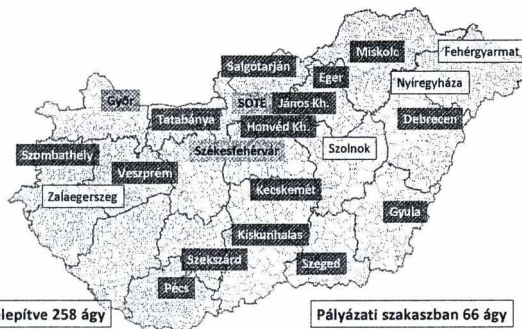 Miskolc
Fehérgyarmat
Salgótarján
Eger
Nyíregyháza
Győr
SOTE
János Kh.
Tatabánya
Honvéd Kh.
Debrecen
Szombathely
Székesfehérvár
Szolnok
Veszprém
Zalaegerszeg
Kecskemét
Gyula
Kiskunhalas
Szekszárd
Szeged
Pécs
elepítve 258 ágy
Pályázati szakaszban 66 ágy